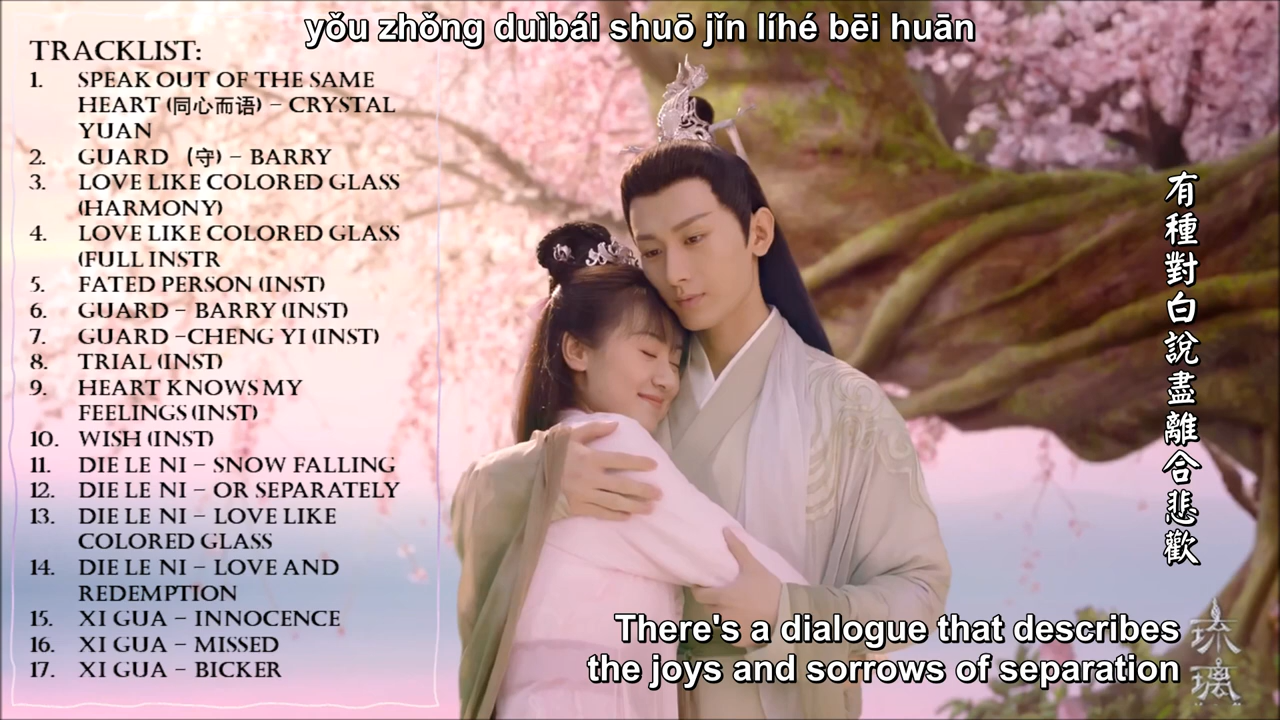 yǒu zhǒng duìbái shuō jǐn líhé bēi huān
TRACKLIST:
1. SPEAK OUT OF THE SAME
HEART (同心而语) – CRYSTAL
YUAN
2. GUARD (守) – BARRY
3. LOVE LIKE COLORED GLASS
(HARMONY)
4. LOVE LIKE COLORED GLASS
(FULL INSTR
5. FATED PERSON (INST)
6. GUARD – BARRY (INST)
7. GUARD –CHENG YI (INST)
8. TRIAL (INST)
9. HEART KNOWS MY
FEELINGS (INST)
10. WISH (INST)
11. DIE LE NI – SNOW FALLING
12. DIE LE NI – OR SEPARATELY
13. DIE LE NI – LOVE LIKE
COLORED GLASS
14. DIE LE NI – LOVE AND
REDEMPTION
15. XI GUA – INNOCENCE
16. XI GUA – MISSED
17. XI GUA – BICKER
有種對白說盡離合悲歡
There's a dialogue that describes
the joys and sorrows of separation
琉璃